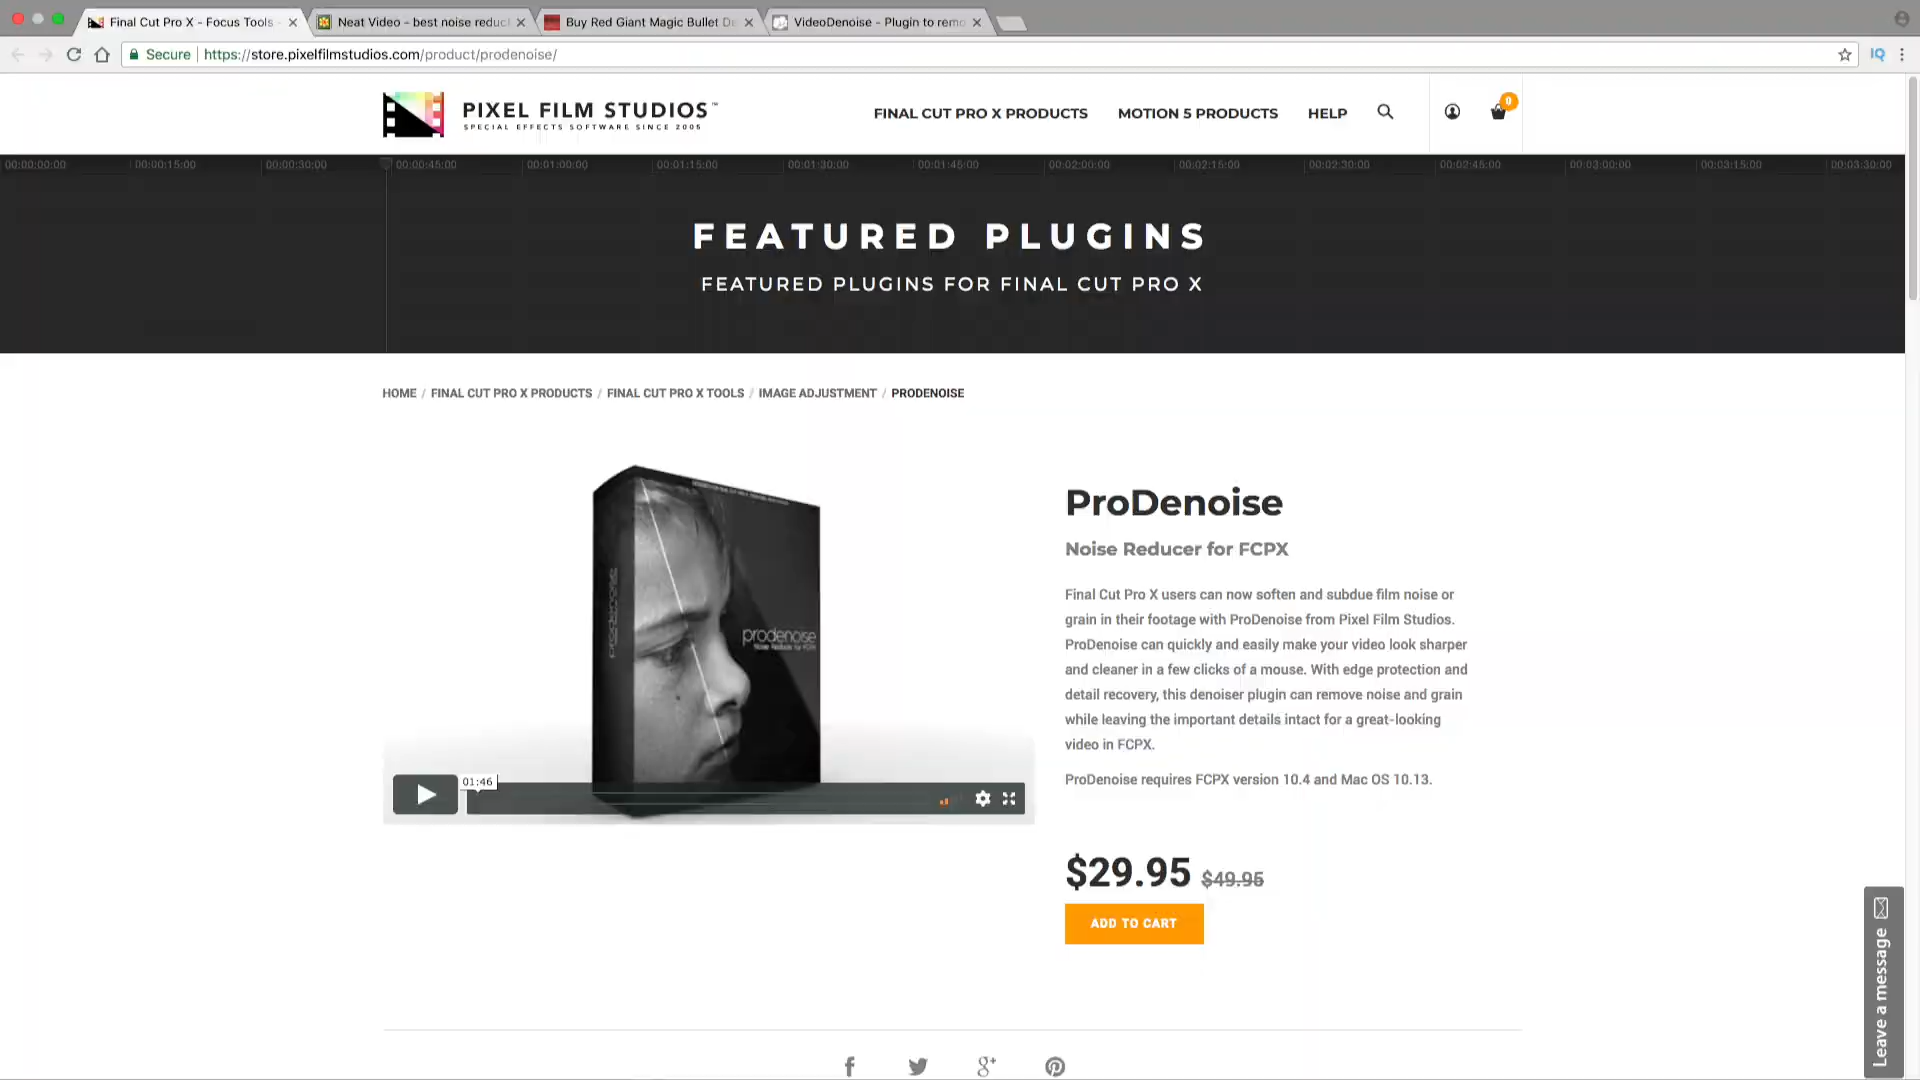 Final Cut Pro X - Focus Tools -
Neat Video - best noise reduc
Buy Red Giant Magic Bullet De
VideoDenoise - Plugin to remo
Secure
https://store.pixelfilmstudios.com/product/prodenoise/
IQ
PIXEL FILM STUDIOS™
SPECIAL EFFECTS SOFTWARE SINCE 2005
FINAL CUT PRO X PRODUCTS
MOTION 5 PRODUCTS
HELP
0
00:00:00:00 00:00:15:00 00:00:30:00 00:00:45:00 00:01:00:00 00:01:15:00 00:01:30:00 00:01:45:00 00:02:00:00 00:02:15:00 00:02:30:00 00:02:45:00 00:03:00:00 00:03:15:00 00:03:30:00
FEATURED PLUGINS
FEATURED PLUGINS FOR FINAL CUT PRO X
HOME / FINAL CUT PRO X PRODUCTS / FINAL CUT PRO X TOOLS / IMAGE ADJUSTMENT / PRODENOISE
prodenoise
Noise Reducer for FCPX
prodenoise
01:46
ProDenoise
Noise Reducer for FCPX
Final Cut Pro X users can now soften and subdue film noise or
grain in their footage with ProDenoise from Pixel Film Studios.
ProDenoise can quickly and easily make your video look sharper
and cleaner in a few clicks of a mouse. With edge protection and
detail recovery, this denoiser plugin can remove noise and grain
while leaving the important details intact for a great-looking
video in FCPX.
ProDenoise requires FCPX version 10.4 and Mac OS 10.13.
$29.95 $49.95
ADD TO CART
Leave a message